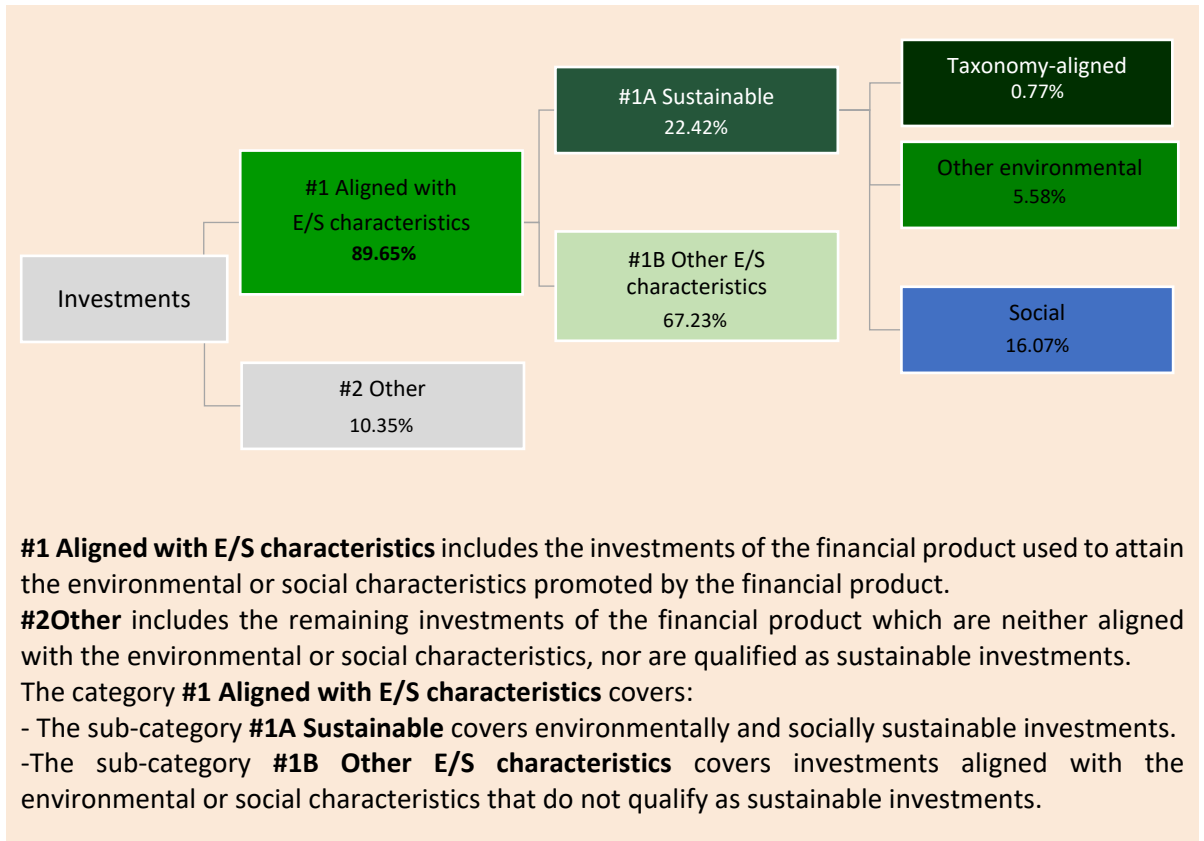 Investments
#1 Aligned with
E/S characteristics
89.65%
#2 Other
10.35%
#1A Sustainable
22.42%
#1B Other E/S
characteristics
67.23%
Taxonomy-aligned
0.77%
Other environmental
5.58%
Social
16.07%
#1 Aligned with E/S characteristics includes the investments of the financial product used to attain
the environmental or social characteristics promoted by the financial product.
#2Other includes the remaining investments of the financial product which are neither aligned
with the environmental or social characteristics, nor are qualified as sustainable investments.
The category #1 Aligned with E/S characteristics covers:
- The sub-category #1A Sustainable covers environmentally and socially sustainable investments.
-The sub-category #1B Other E/S characteristics covers investments aligned with the
environmental or social characteristics that do not qualify as sustainable investments.